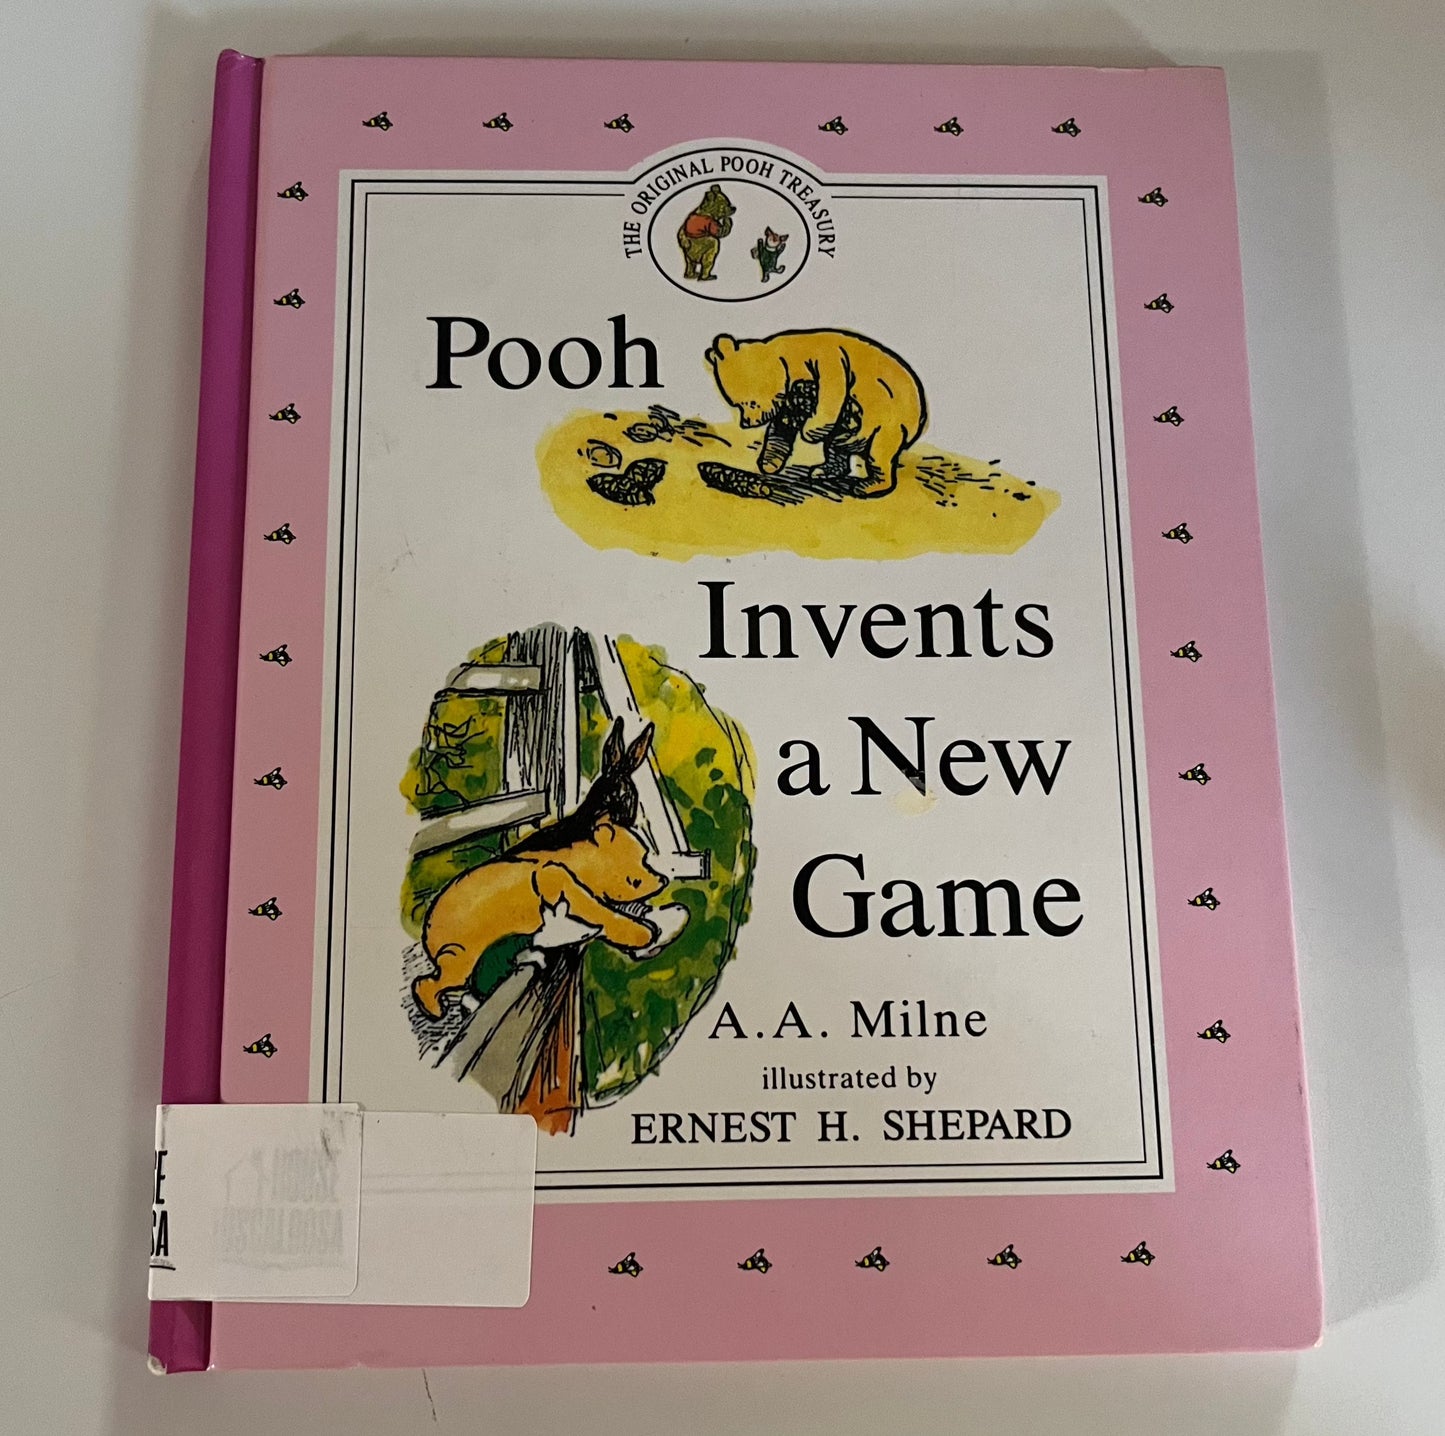 THE ORIGINAL POOH TREASURY
Pooh
Invents
a New
Game
A.A. Milne
illustrated by
ERNEST H. SHEPARD